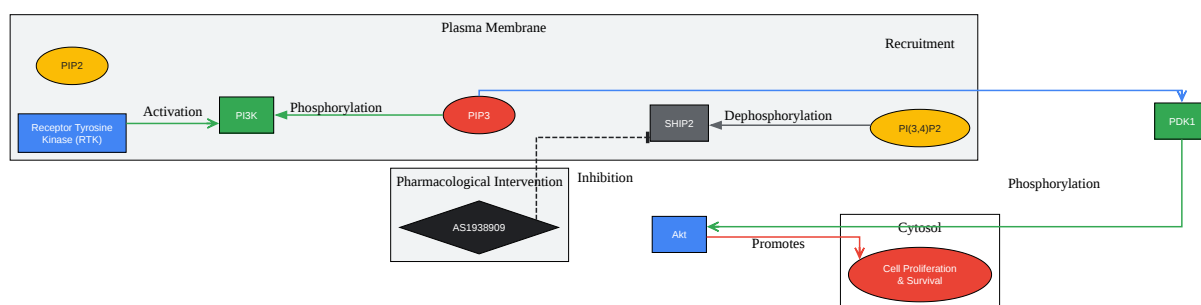 Plasma Membrane
Recruitment
PIP2
Activation
PI3K
Phosphorylation
PIP3
SHIP2
Dephosphorylation
PI(3,4)P2
PDK1
Receptor Tyrosine
Kinase (RTK)
Pharmacological Intervention
Inhibition
Phosphorylation
AS1938909
Akt
Promotes
Cytosol
Cell Proliferation
& Survival